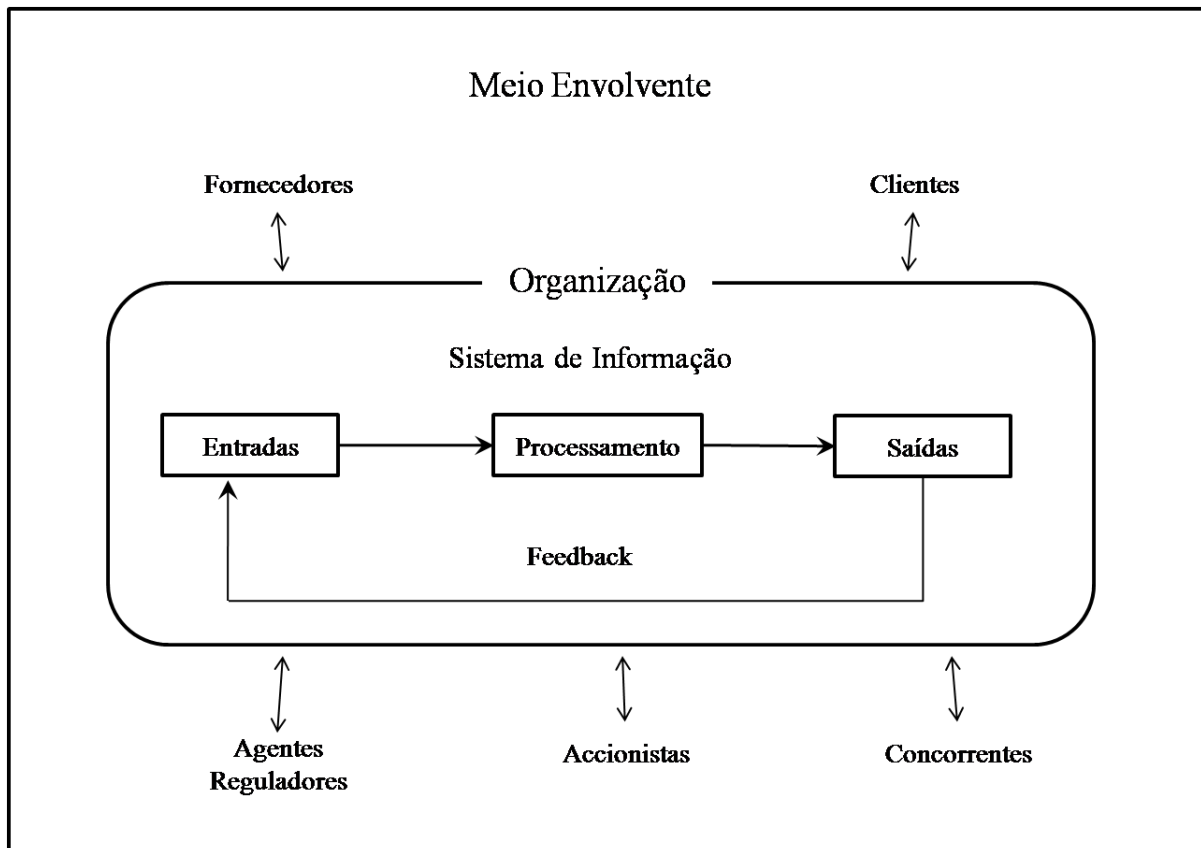 Meio Envolvente
Fornecedores
Clientes
Organização
Sistema de Informação
Entradas
Processamento
Saídas
Feedback
Agentes
Reguladores
Accionistas
Concorrentes